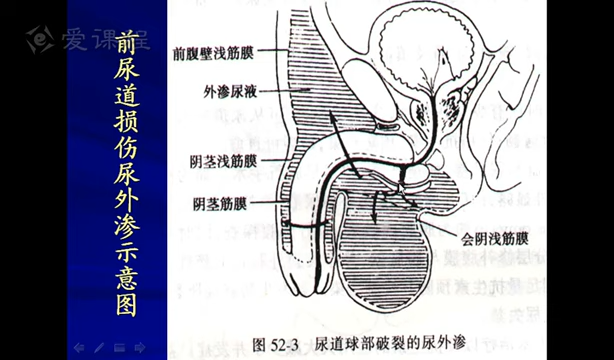 爱课程
前尿道损伤尿外渗示意图
前腹壁浅筋膜
外渗尿液
阴茎浅筋膜
阴茎筋膜
会阴浅筋膜
图 52-3 尿道球部破裂的尿外渗